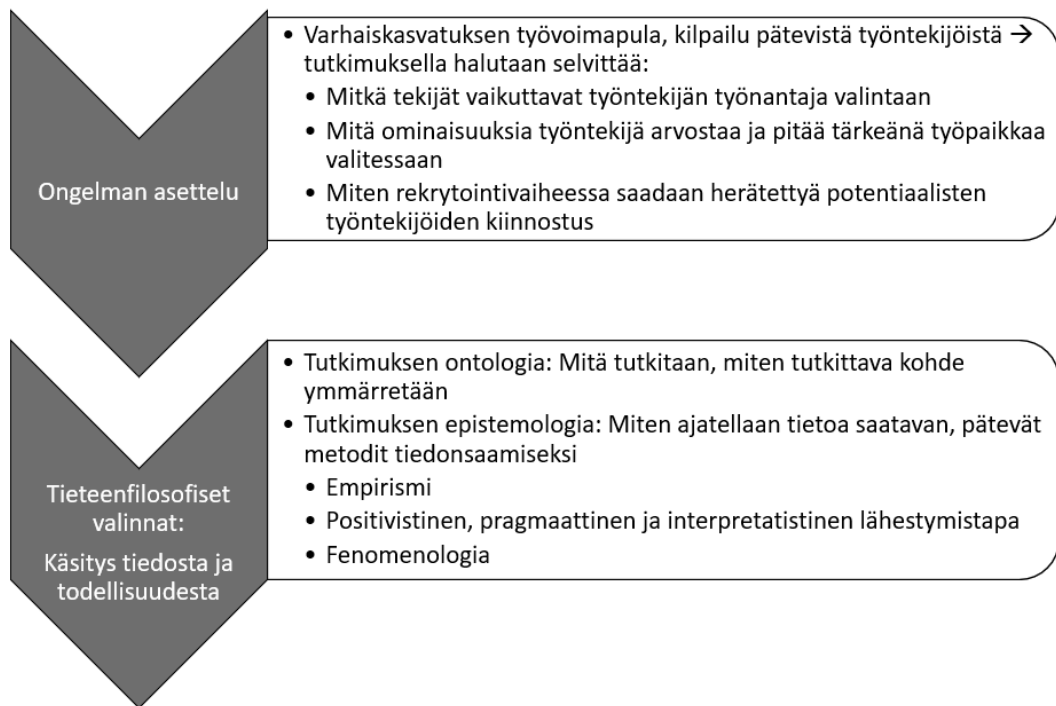 Ongelman asettelu
• Varhaiskasvatuksen työvoimapula, kilpailu pätevistä työntekijöistä →
tutkimuksella halutaan selvittää:
• Mitkä tekijät vaikuttavat työntekijän työnantaja valintaan
• Mitä ominaisuuksia työntekijä arvostaa ja pitää tärkeänä työpaikkaa
valitessaan
• Miten rekrytointivaiheessa saadaan herätettyä potentiaalisten
työntekijöiden kiinnostus
Tieteenfilosofiset
valinnat:
Käsitys tiedosta ja
todellisuudesta
• Tutkimuksen ontologia: Mitä tutkitaan, miten tutkittava kohde
ymmärretään
• Tutkimuksen epistemologia: Miten ajatellaan tietoa saatavan, pätevät
metodit tiedonsaamiseksi
• Empirismi
• Positivistinen, pragmaattinen ja interpretatistinen lähestymistapa
• Fenomenologia